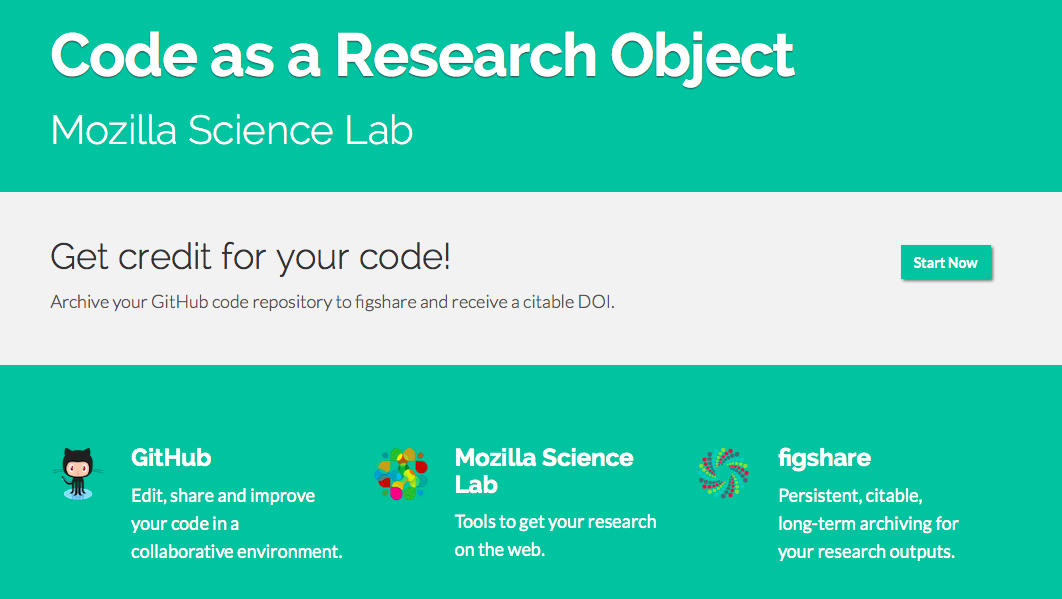 Code as a Research Object
Mozilla Science Lab
Get credit for your code!
Start Now
Archive your GitHub code repository to figshare and receive a citable DOI.
GitHub
Edit, share and improve
your code in a
collaborative environment.
Mozilla Science
Lab
Tools to get your research
on the web.
figshare
Persistent, citable,
long-term archiving for
your research outputs.